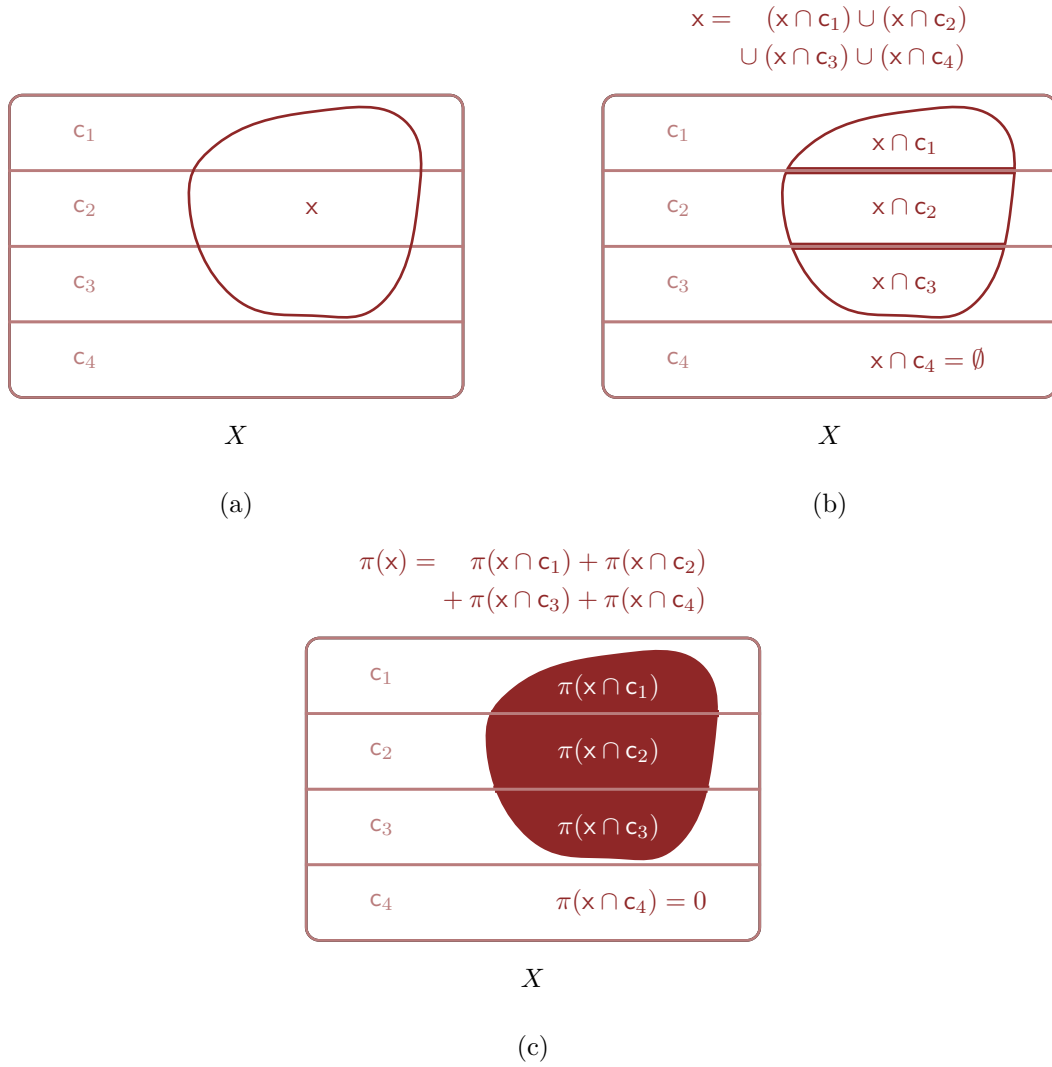 c₁
c₂
x
c₃
c₄
X
(a)
x = (x ∩ c₁) ∪ (x ∩ c₂)
∪ (x ∩ c₃) ∪ (x ∩ c₄)
c₁
x ∩ c₁
c₂
x ∩ c₂
c₃
x ∩ c₃
c₄
x ∩ c₄ = ∅
X
(b)
π(x) = π(x ∩ c₁) + π(x ∩ c₂)
+ π(x ∩ c₃) + π(x ∩ c₄)
c₁
π(x ∩ c₁)
c₂
π(x ∩ c₂)
c₃
π(x ∩ c₃)
c₄
π(x ∩ c₄) = 0
X
(c)